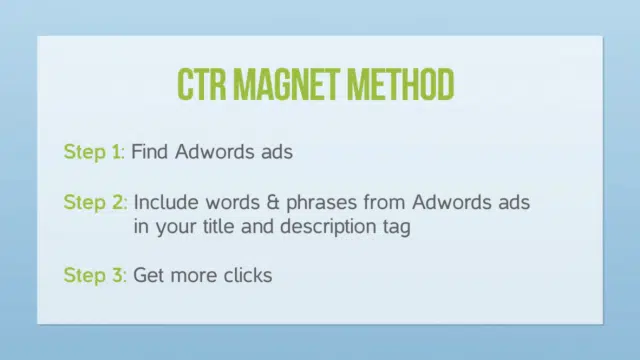 CTR MAGNET METHOD
Step 1: Find Adwords ads
Step 2: Include words & phrases from Adwords ads
in your title and description tag
Step 3: Get more clicks